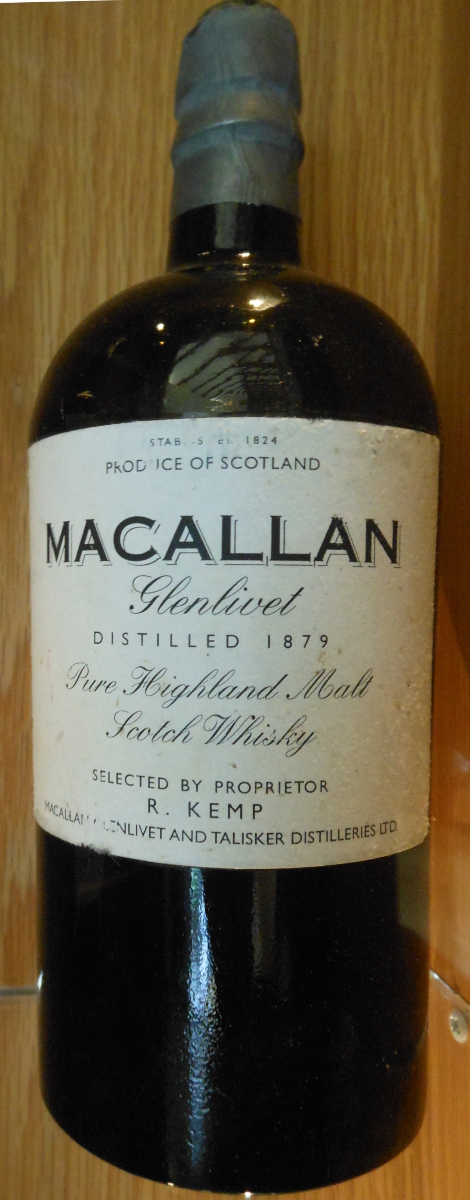 1824
PRODUCE OF SCOTLAND
MACALLAN
Glenlivet
DISTILLED 1879
Pure Highland Malt
Scotch Whisky
SELECTED BY PROPRIETOR
R. KEMP
MACALLAN GLENLIVET AND TALISKER DISTILLERIES LTD.